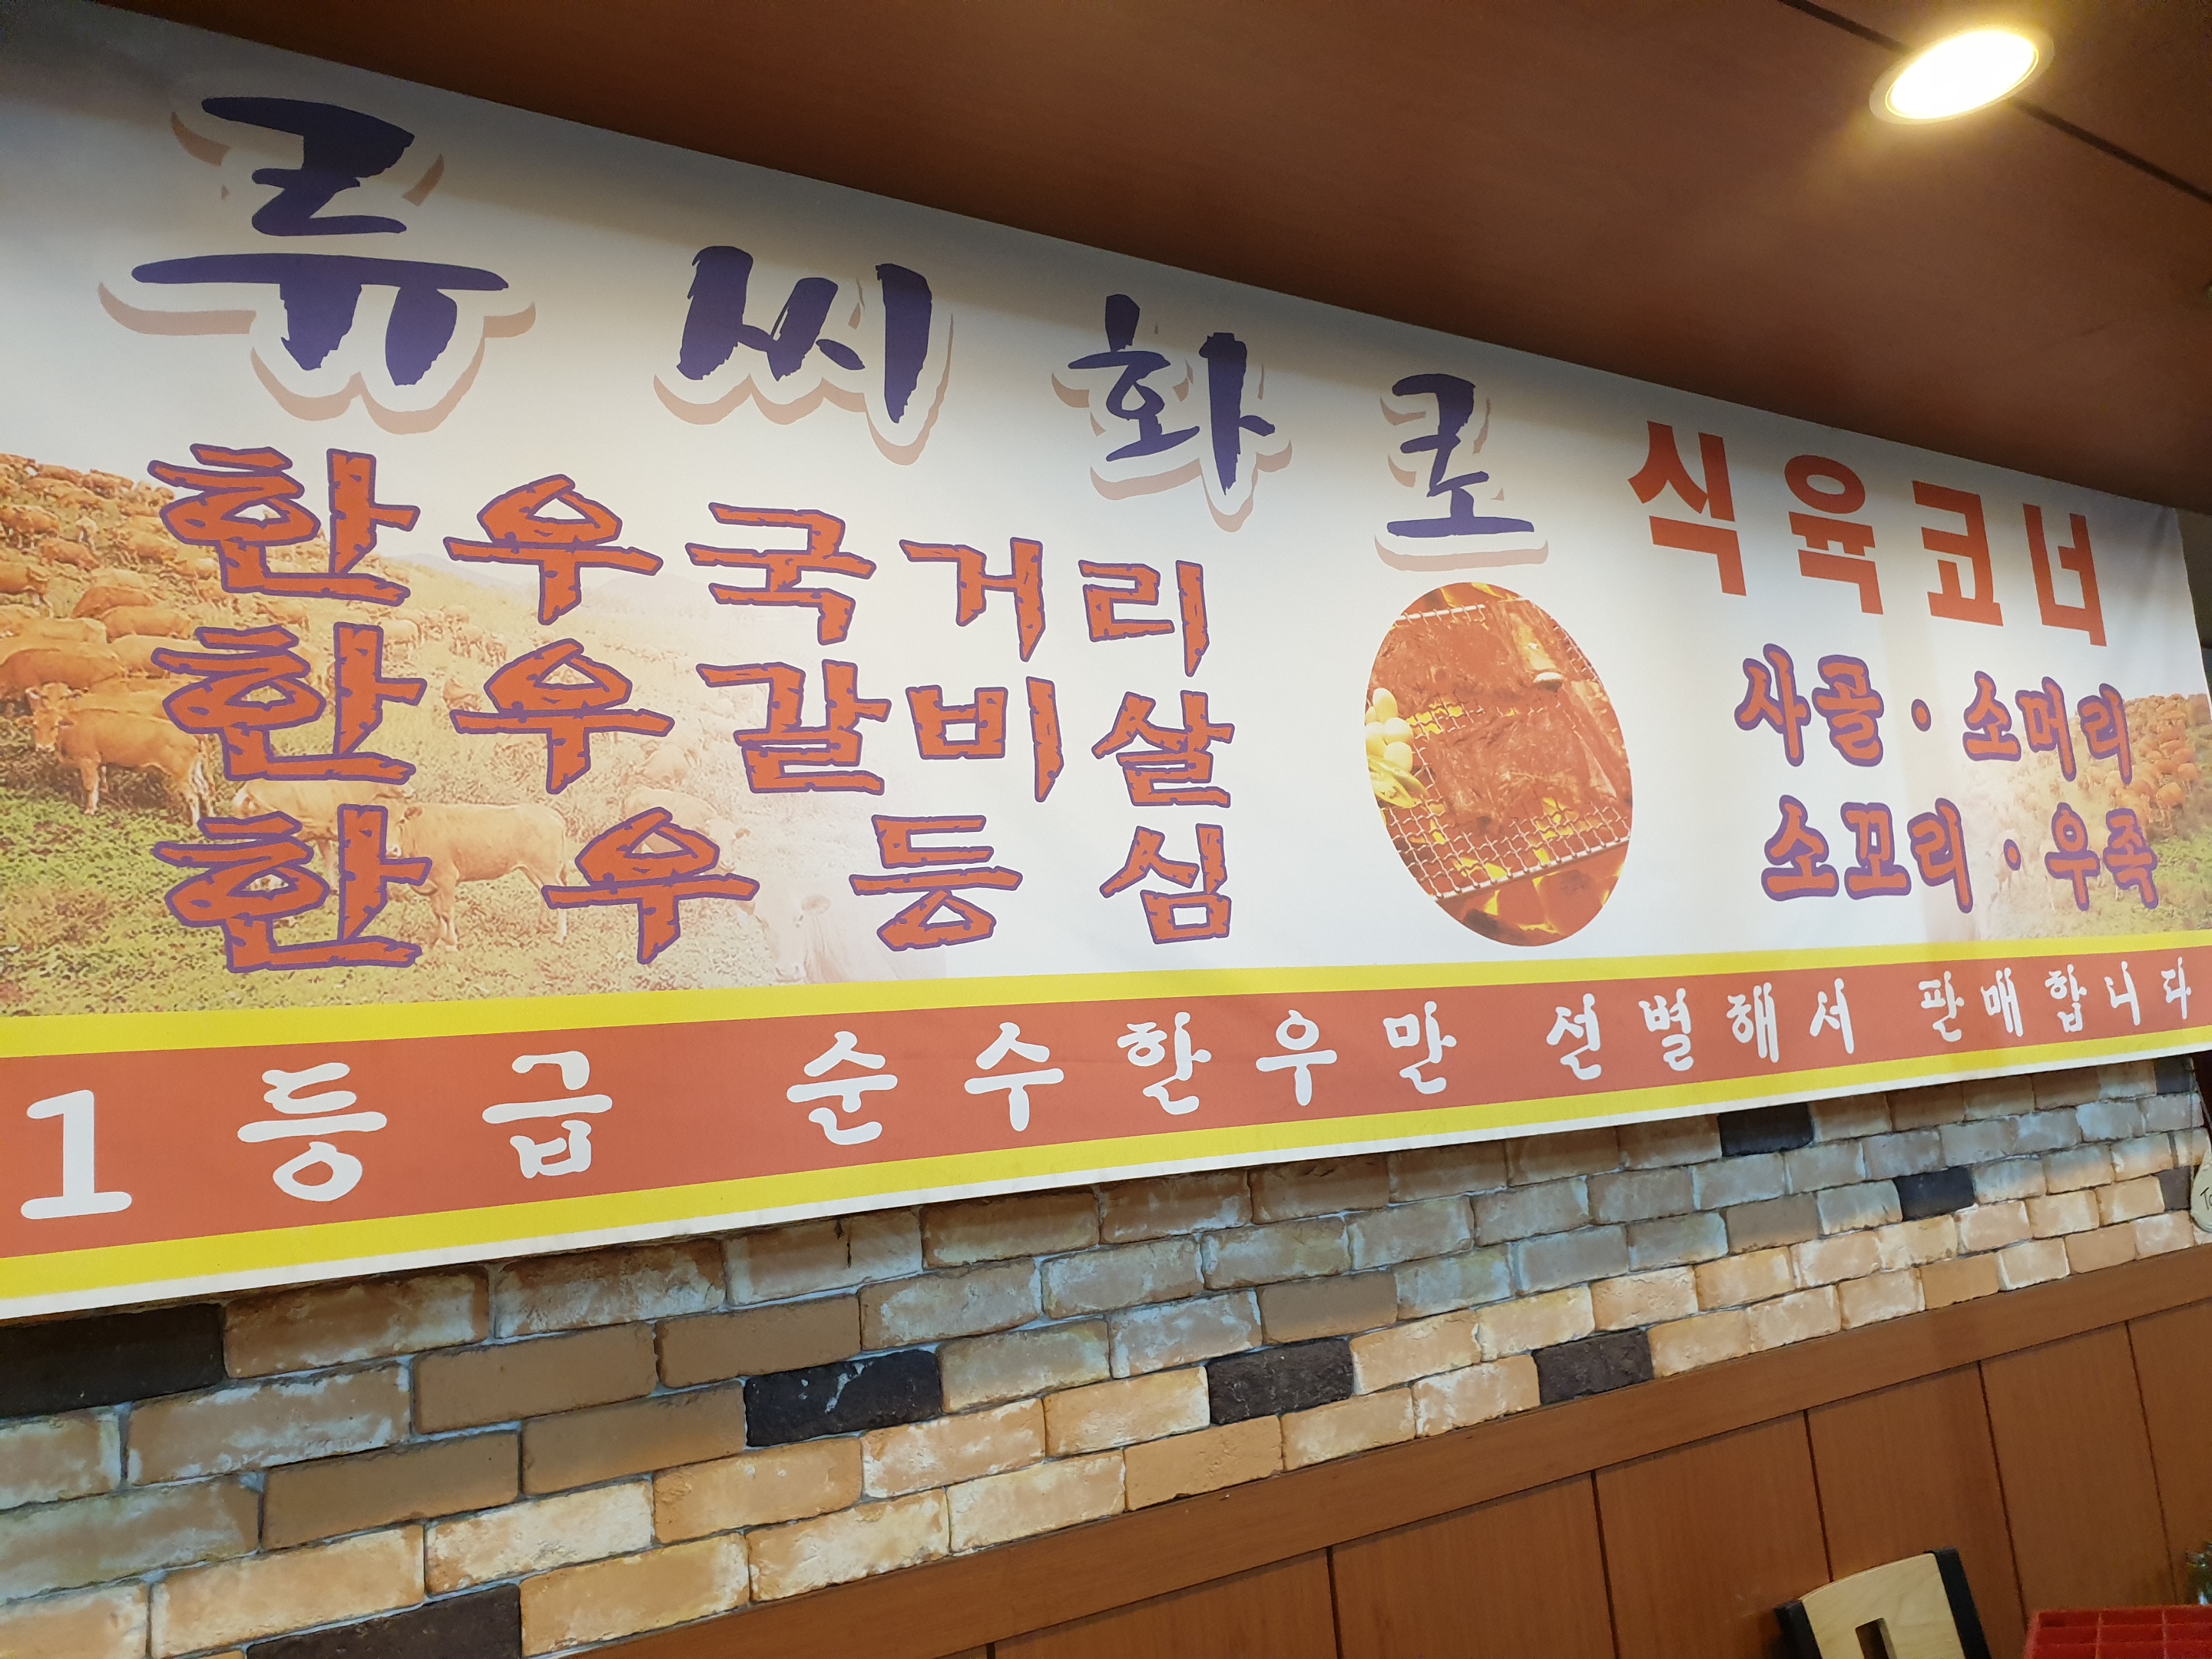 류씨화로 식육코너
한우국거리
한우갈비살
한우등심
사골·소머리
소꼬리·우족
1등급 순수한우만 선별해서 판매합니다